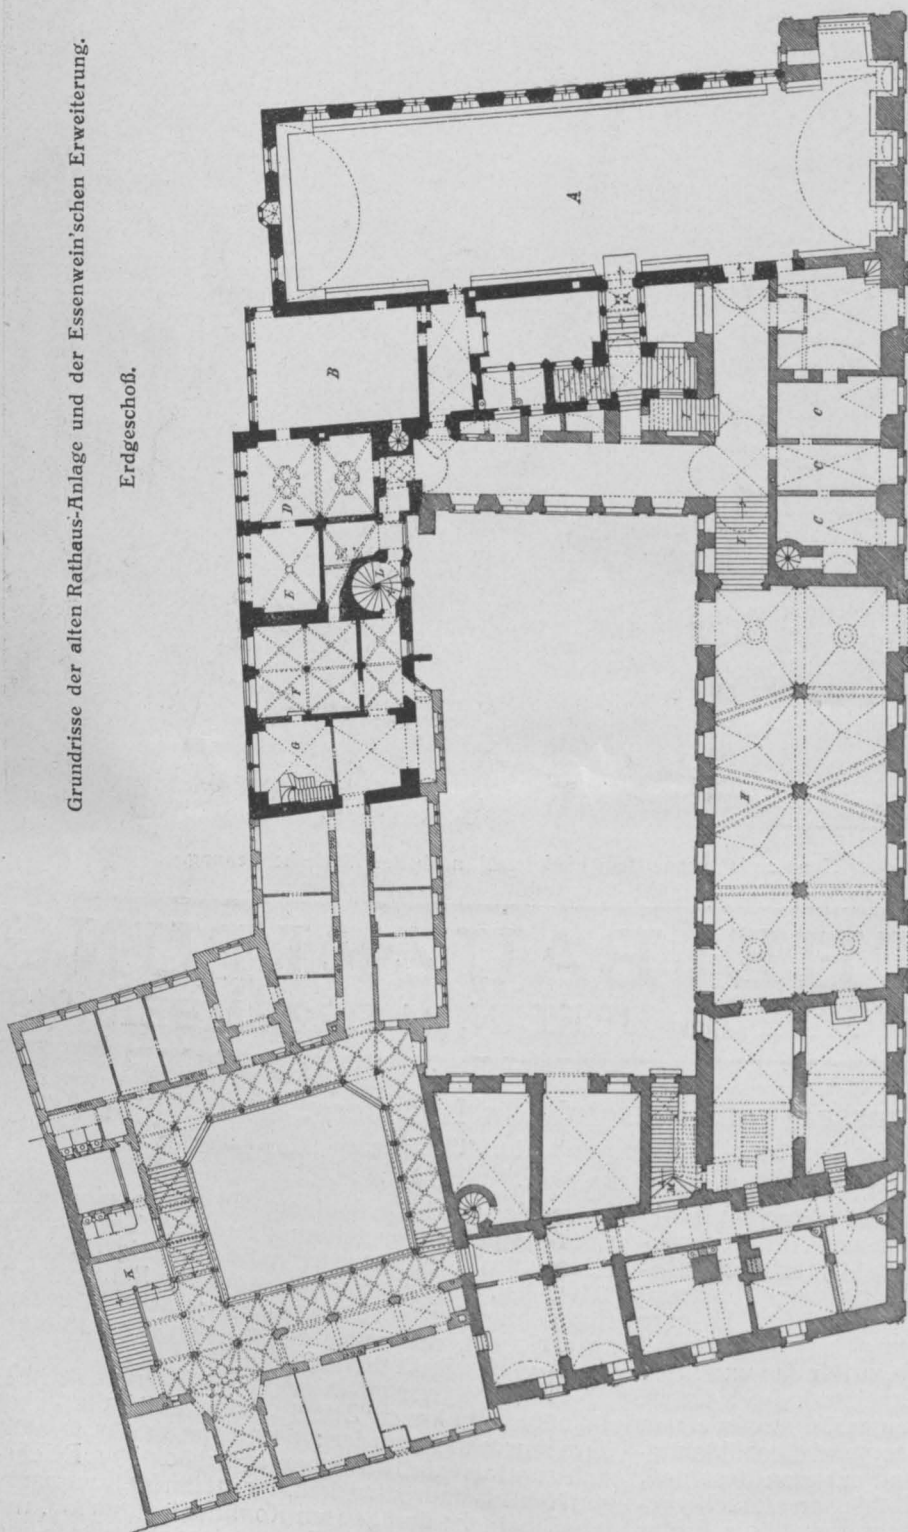 Grundrisse der alten Rathaus-Anlage und der Essenwein'schen Erweiterung.
Erdgeschoß.
A
B
C
C
C
D
E
F
G
H
I
K
L
M